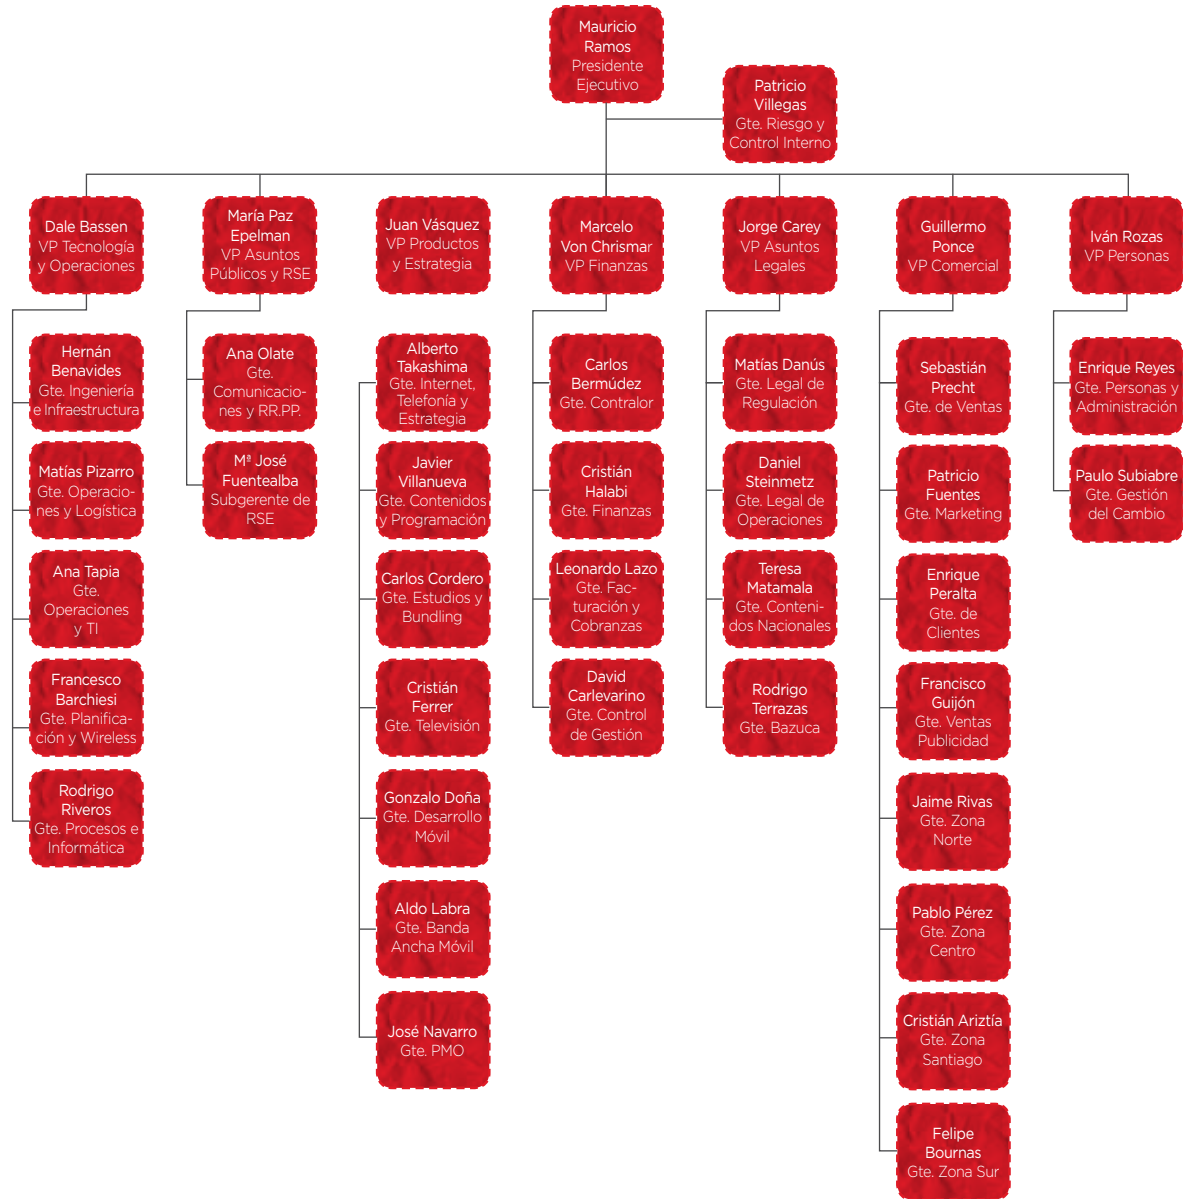 Mauricio
Ramos
Presidente
Ejecutivo
Patricio
Villegas
Gte. Riesgo y
Control Interno
Dale Bassen
VP Tecnología
y Operaciones
María Paz
Epelman
VP Asuntos
Públicos y RSE
Juan Vásquez
VP Productos
y Estrategia
Marcelo
Von Chrismar
VP Finanzas
Jorge Carey
VP Asuntos
Legales
Guillermo
Ponce
VP Comercial
Iván Rozas
VP Personas
Hernán
Benavides
Gte. Ingeniería
e Infraestructura
Matías Pizarro
Gte. Operacio-
nes y Logística
Ana Tapia
Gte.
Operaciones
y TI
Francesco
Barchiesi
Gte. Planifica-
ción y Wireless
Rodrigo
Riveros
Gte. Procesos e
Informática
Ana Olate
Gte.
Comunicacio-
nes y RR.PP.
Mª José
Fuentealba
Subgerente de
RSE
Alberto
Takashima
Gte. Internet,
Telefonía y
Estrategia
Javier
Villanueva
Gte. Contenidos
y Programación
Carlos Cordero
Gte. Estudios y
Bundling
Cristián
Ferrer
Gte. Televisión
Gonzalo Doña
Gte. Desarrollo
Móvil
Aldo Labra
Gte. Banda
Ancha Móvil
José Navarro
Gte. PMO
Carlos
Bermúdez
Gte. Contralor
Cristián
Halabi
Gte. Finanzas
Leonardo Lazo
Gte. Fac-
turación y
Cobranzas
David
Carlevarino
Gte. Control
de Gestión
Matías Danús
Gte. Legal de
Regulación
Daniel
Steinmetz
Gte. Legal de
Operaciones
Teresa
Matamala
Gte. Conteni-
dos Nacionales
Rodrigo
Terrazas
Gte. Bazuca
Sebastián
Precht
Gte. de Ventas
Patricio
Fuentes
Gte. Marketing
Enrique
Peralta
Gte. de
Clientes
Francisco
Guijón
Gte. Ventas
Publicidad
Jaime Rivas
Gte. Zona
Norte
Pablo Pérez
Gte. Zona
Centro
Cristián Ariztía
Gte. Zona
Santiago
Felipe
Bournas
Gte. Zona Sur
Enrique Reyes
Gte. Personas y
Administración
Paulo Subiabre
Gte. Gestión
del Cambio